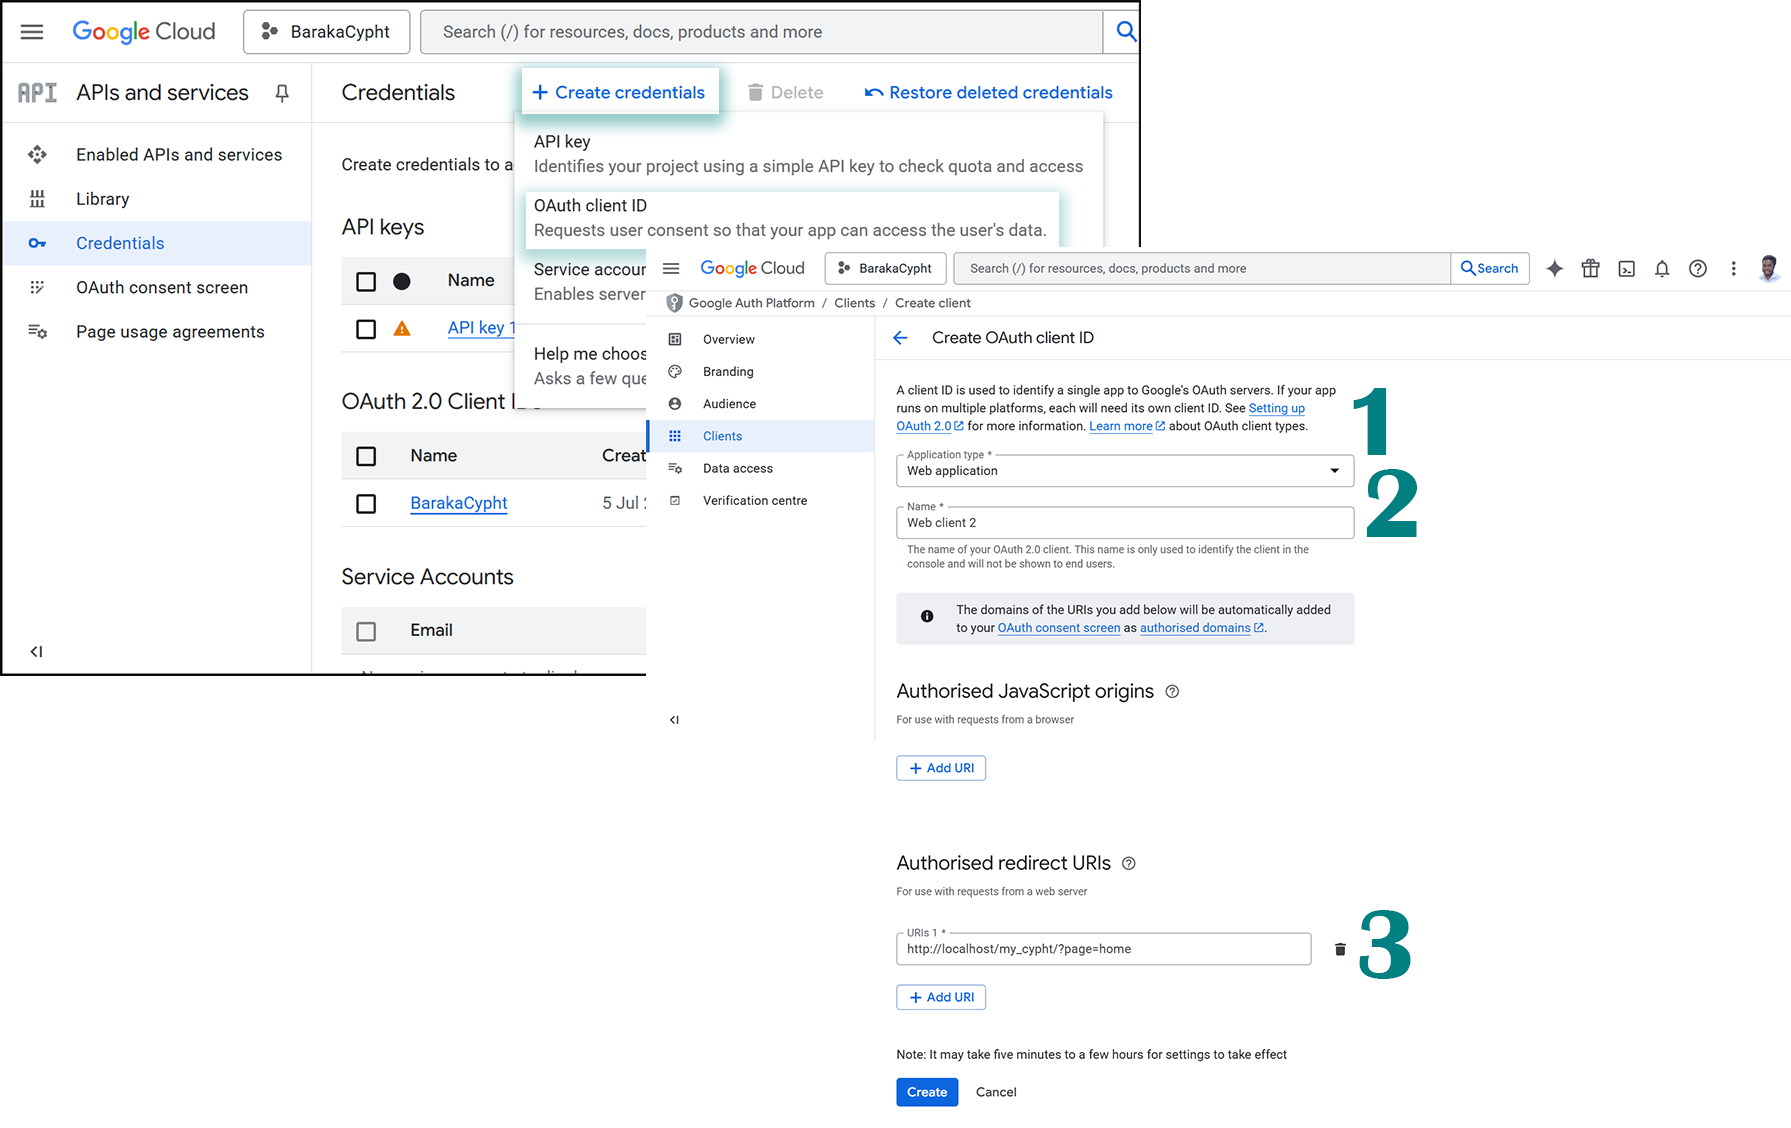 Google Cloud
BarakaCypht
Search (/) for resources, docs, products and more
API
APIs and services
Credentials
Create credentials
Delete
Restore deleted credentials
Enabled APIs and services
Library
Credentials
OAuth consent screen
Page usage agreements
Create credentials to a
API key
Identifies your project using a simple API key to check quota and access
OAuth client ID
Requests user consent so that your app can access the user's data.
Service accoun
Enables server
Help me choos
Asks a few que
API keys
Name
API key 1
OAuth 2.0 Client
Name
Creat
BarakaCypht
5 Jul
Service Accounts
Email
Google Cloud
BarakaCypht
Search (/) for resources, docs, products and more
Search
Google Auth Platform / Clients / Create client
Overview
Branding
Audience
Clients
Data access
Verification centre
Create OAuth client ID
A client ID is used to identify a single app to Google's OAuth servers. If your app
runs on multiple platforms, each will need its own client ID. See Setting up
OAuth 2.0 for more information. Learn more about OAuth client types.
1
Application type *
Web application
2
Name *
Web client 2
The name of your OAuth 2.0 client. This name is only used to identify the client in the
console and will not be shown to end users.
The domains of the URIs you add below will be automatically added
to your OAuth consent screen as authorised domains.
Authorised JavaScript origins
For use with requests from a browser
Add URI
Authorised redirect URIs
For use with requests from a web server
URIs 1 *
http://localhost/my_cypht/?page=home
3
Add URI
Note: It may take five minutes to a few hours for settings to take effect
Create
Cancel